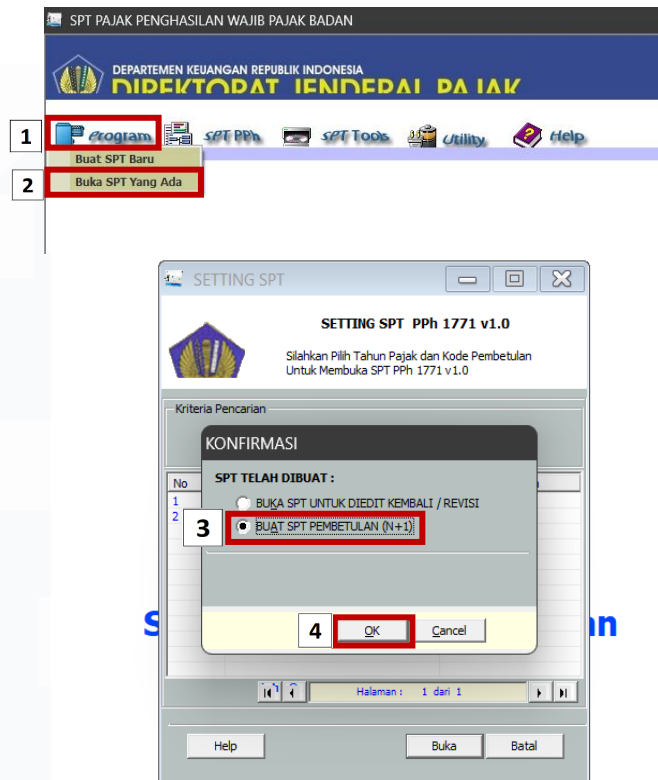 SPT PAJAK PENGHASILAN WAJIB PAJAK BADAN
DEPARTEMEN KEUANGAN REPUBLIK INDONESIA
DIREKTORAT JENDERAL PAJAK
1
Program
SPT PPh
SPT Tools
Utility
Help
Buat SPT Baru
2
Buka SPT Yang Ada
SETTING SPT
SETTING SPT PPh 1771 v1.0
Silahkan Pilih Tahun Pajak dan Kode Pembetulan
Untuk Membuka SPT PPh 1771 v1.0
Kriteria Pencarian
KONFIRMASI
No
SPT TELAH DIBUAT :
1
BUKA SPT UNTUK DIEDIT KEMBALI / REVISI
2
3
BUAT SPT PEMBETULAN (N+1)
4
OK
Cancel
Halaman : 1 dari 1
Help
Buka
Batal